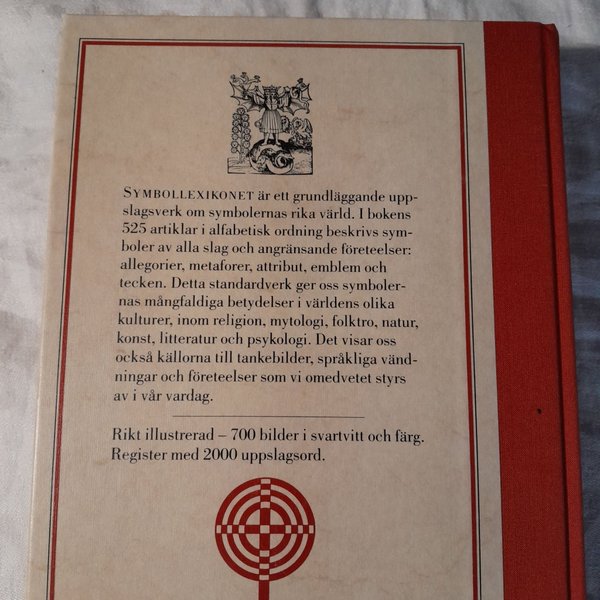 SYMBOLLEXIKONET är ett grundläggande upp-
slagsverk om symbolernas rika värld. I bokens
525 artiklar i alfabetisk ordning beskrivs sym-
boler av alla slag och angränsande företeelser:
allegorier, metaforer, attribut, emblem och
tecken. Detta standardverk ger oss symboler-
nas mångfaldiga betydelser i världens olika
kulturer, inom religion, mytologi, folktro, natur,
konst, litteratur och psykologi. Det visar oss
också källorna till tankebilder, språkliga vänd-
ningar och företeelser som vi omedvetet styrs
av i vår vardag.
Rikt illustrerad – 700 bilder i svartvitt och färg.
Register med 2000 uppslagsord.